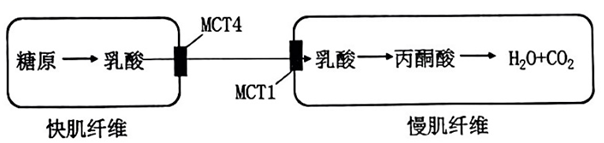 MCT4
糖原 → 乳酸 → 乳酸 → 丙酮酸 → H₂O+CO₂
MCT1
快肌纤维 慢肌纤维